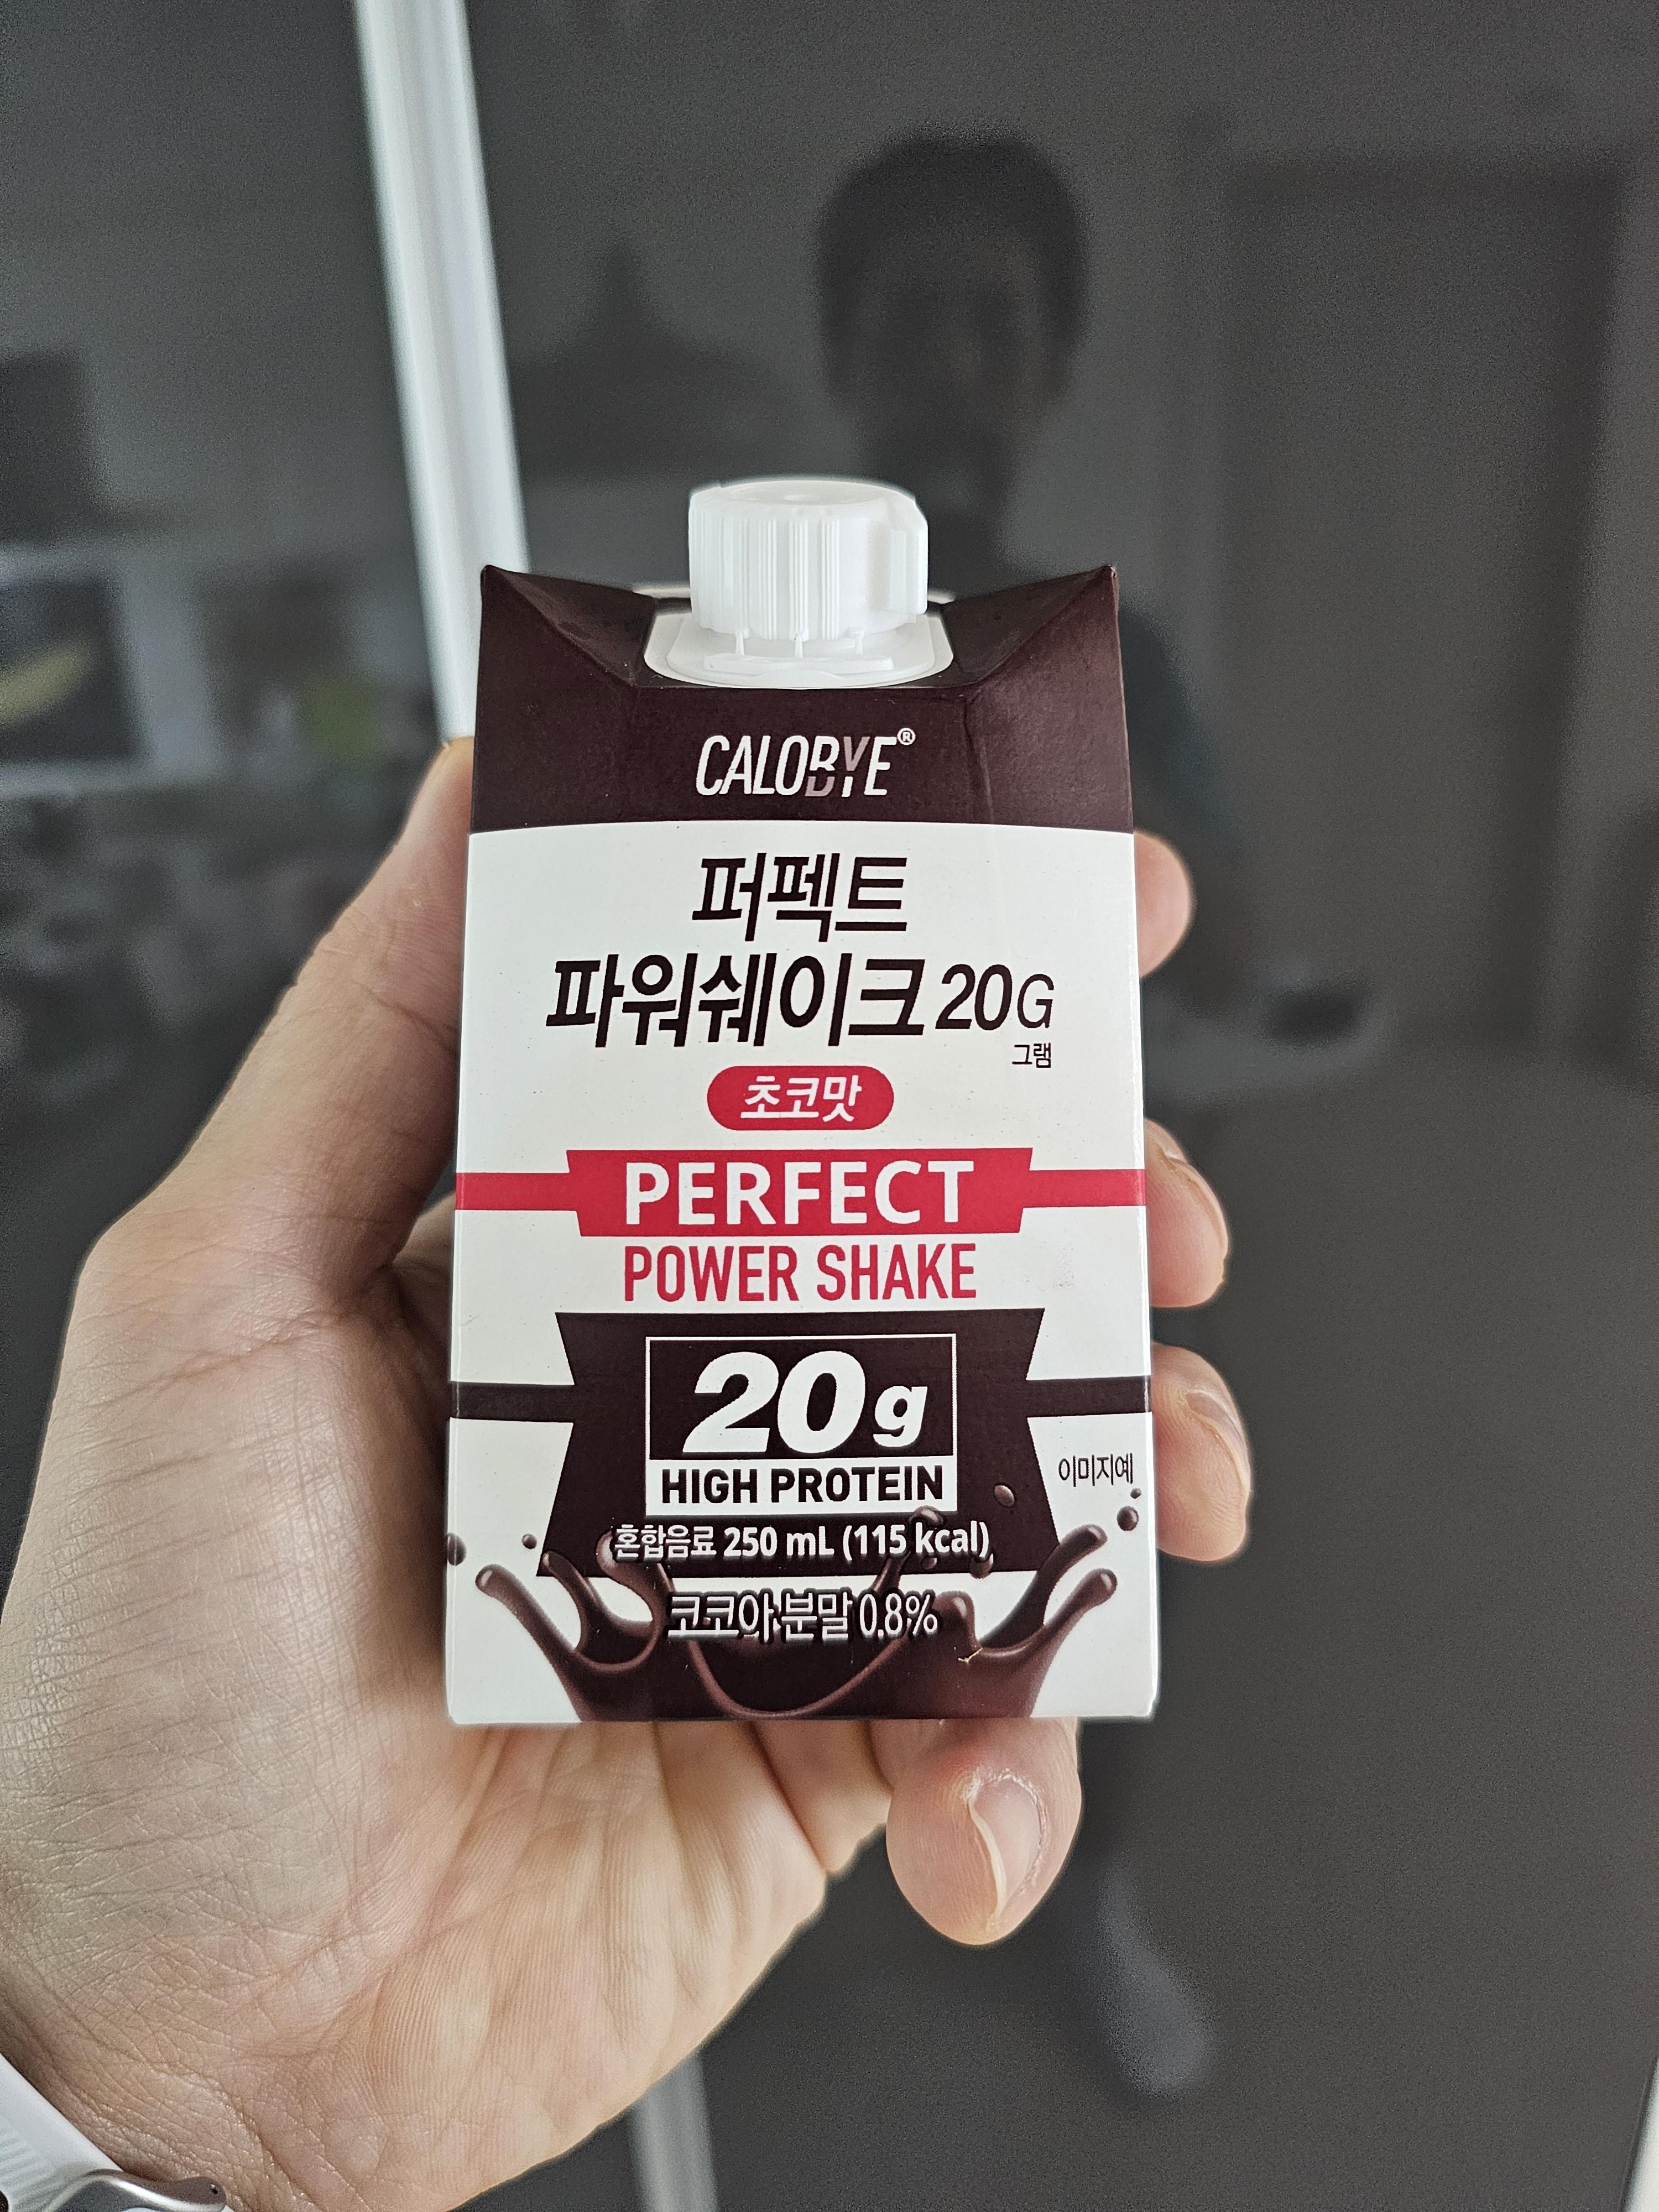 CALOBYE®
퍼펙트
파워쉐이크 20G
그램
초코맛
PERFECT
POWER SHAKE
20g
HIGH PROTEIN
이미지예
혼합음료 250 mL (115 kcal)
코코아분말 0.8%